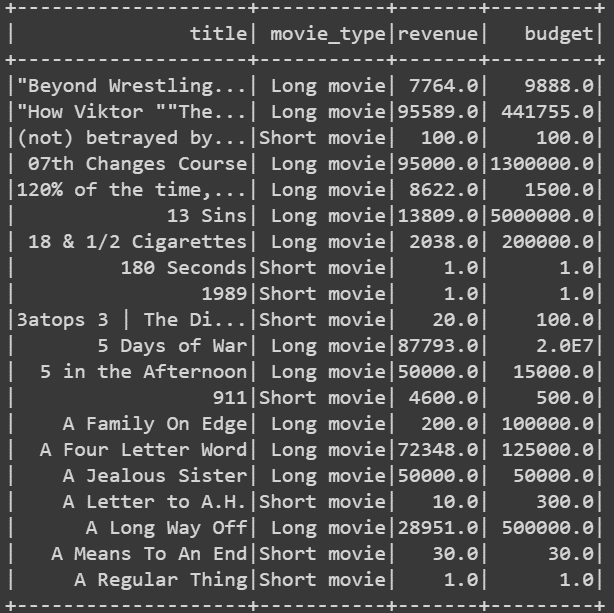 +--------------------+-----------+-------+---------+
|               title| movie_type|revenue|   budget|
+--------------------+-----------+-------+---------+
|"Beyond Wrestling...| Long movie| 7764.0|   9888.0|
|"How Viktor ""The...| Long movie|95589.0| 441755.0|
|(not) betrayed by...|Short movie|  100.0|    100.0|
| 07th Changes Course| Long movie|95000.0|1300000.0|
|120% of the time,...| Long movie| 8622.0|   1500.0|
|             13 Sins| Long movie|13809.0|5000000.0|
| 18 & 1/2 Cigarettes| Long movie| 2038.0| 200000.0|
|         180 Seconds|Short movie|    1.0|      1.0|
|                1989|Short movie|    1.0|      1.0|
|3atops 3 | The Di...|Short movie|   20.0|    100.0|
|       5 Days of War| Long movie|87793.0|    2.0E7|
|  5 in the Afternoon| Long movie|50000.0|  15000.0|
|                 911|Short movie| 4600.0|    500.0|
|    A Family On Edge| Long movie|  200.0| 100000.0|
|  A Four Letter Word| Long movie|72348.0| 125000.0|
|    A Jealous Sister| Long movie|50000.0|  50000.0|
|    A Letter to A.H.|Short movie|   10.0|    300.0|
|      A Long Way Off| Long movie|28951.0| 500000.0|
|   A Means To An End|Short movie|   30.0|     30.0|
|     A Regular Thing|Short movie|    1.0|      1.0|
+--------------------+-----------+-------+---------+